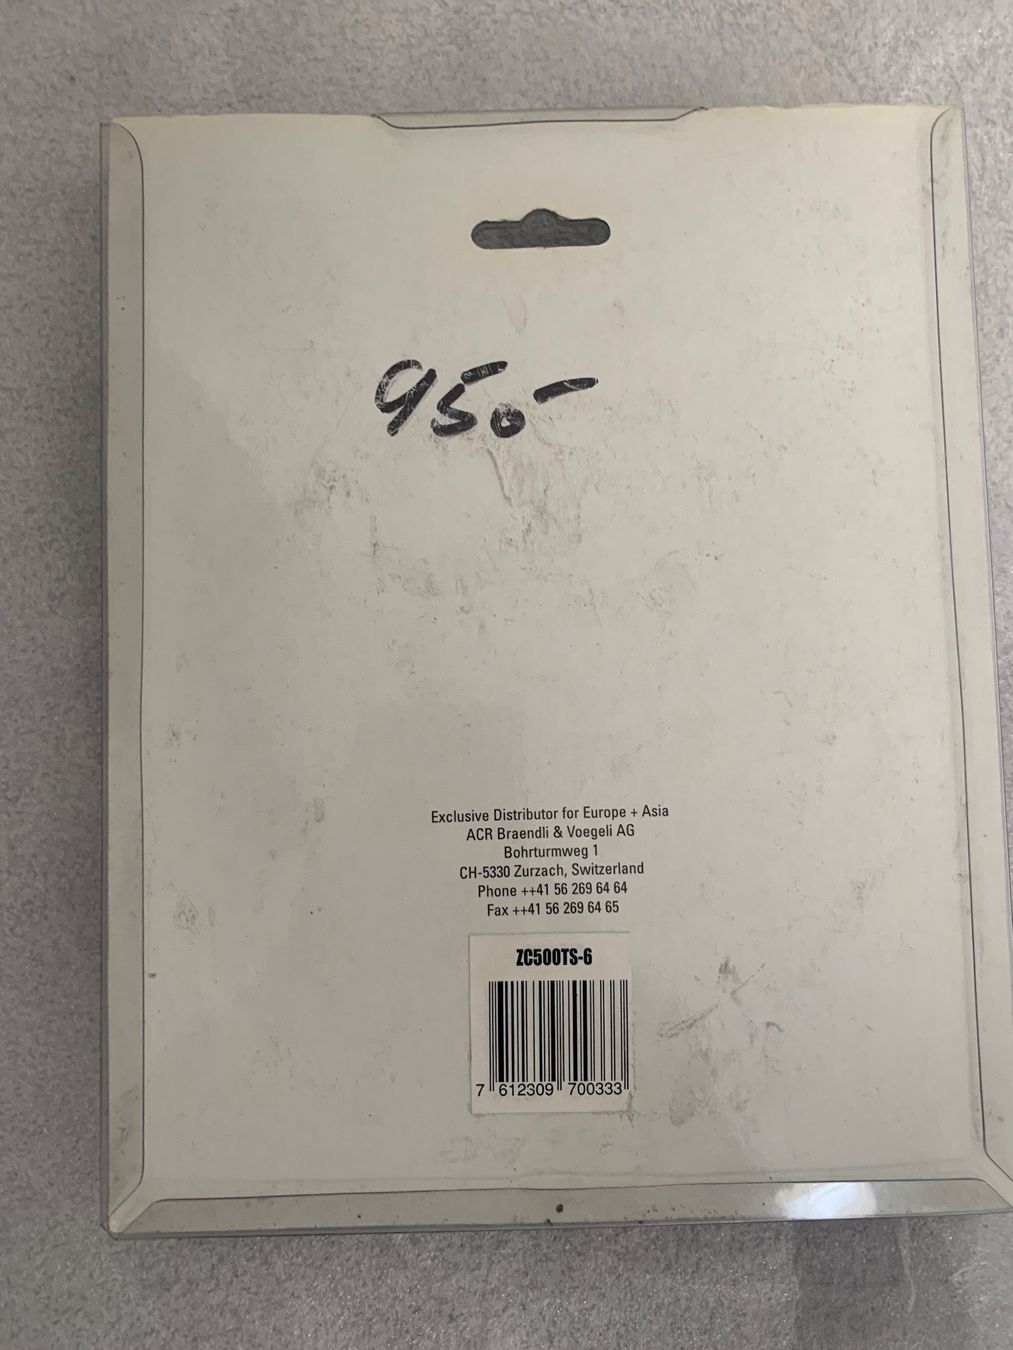 950-
Exclusive Distributor for Europe + Asia
ACR Braendli & Voegeli AG
Bohrturmweg 1
CH-5330 Zurzach, Switzerland
Phone ++41 56 269 64 64
Fax ++41 56 269 64 65
ZC500TS-6
7 612309 700333